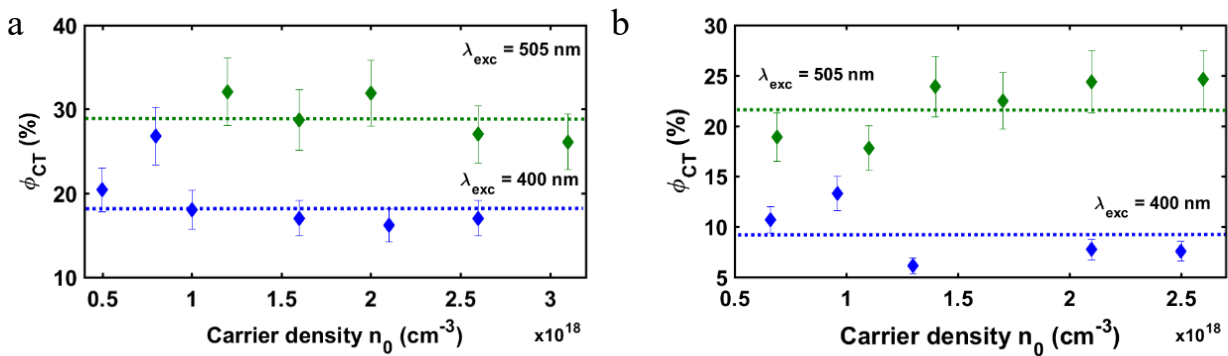 a
40
30
20
10
ϕCT (%)
λexc = 505 nm
λexc = 400 nm
0.5 1 1.5 2 2.5 3
Carrier density n0 (cm-3) x10^18
b
30
25
20
15
10
5
ϕCT (%)
λexc = 505 nm
λexc = 400 nm
0.5 1 1.5 2 2.5
Carrier density n0 (cm-3) x10^18